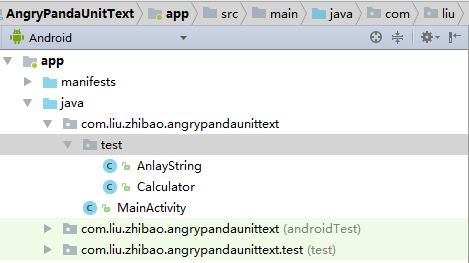 AngryPandaUnitText app src main java com liu
Android
app
manifests
java
com.liu.zhibao.angrypandaunittext
test
C AnlayString
C Calculator
C MainActivity
com.liu.zhibao.angrypandaunittext (androidTest)
com.liu.zhibao.angrypandaunittext.test (test)